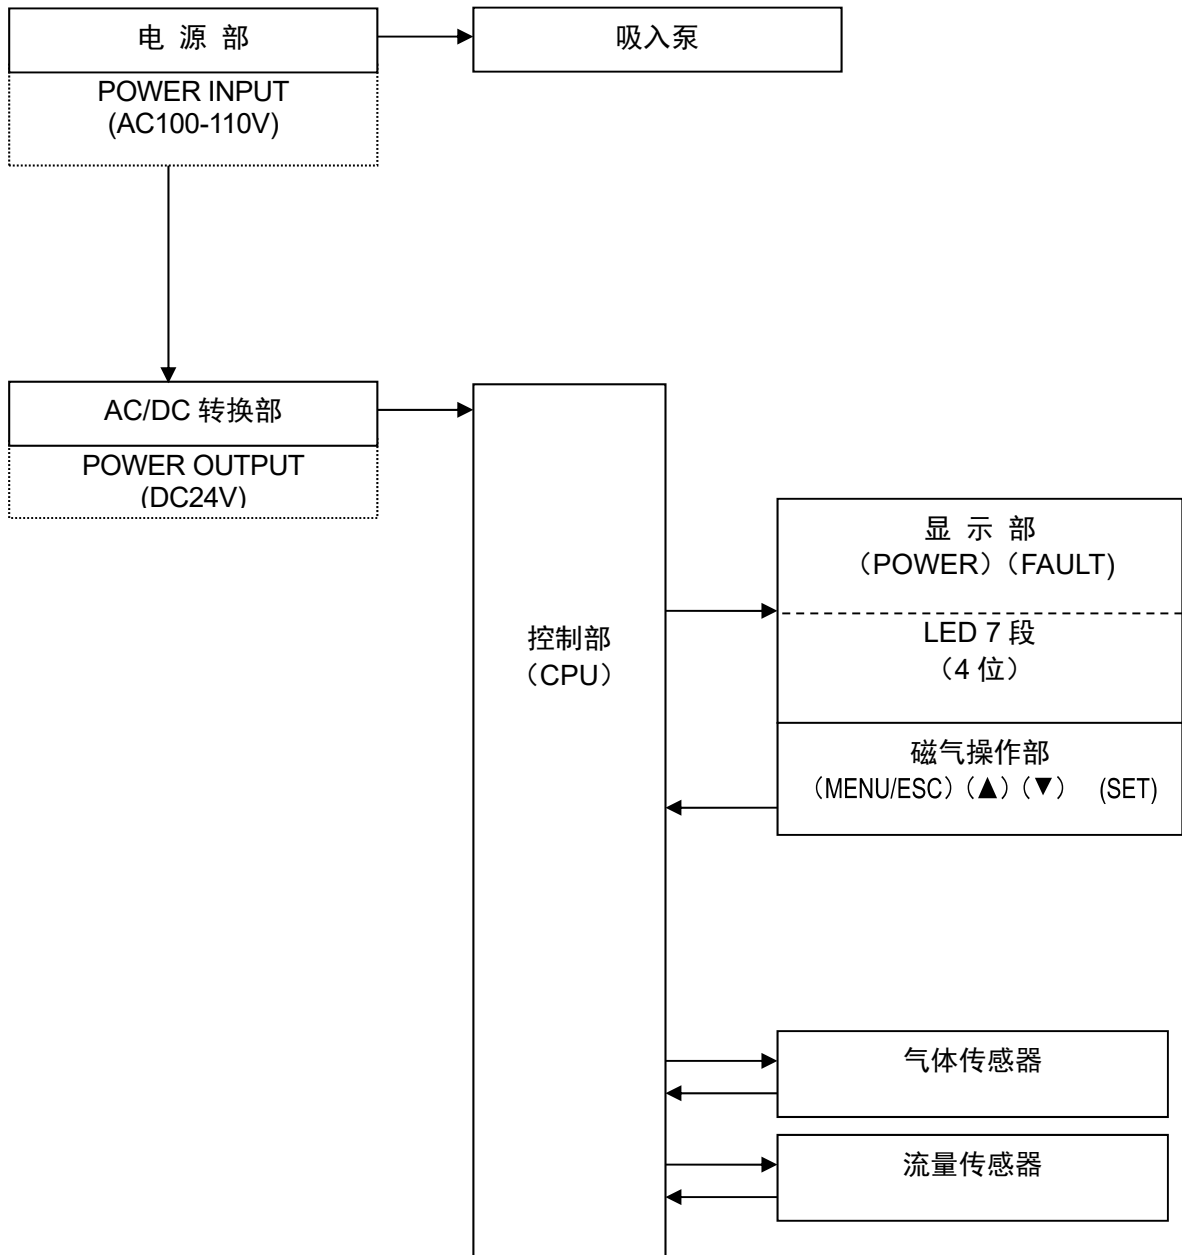 电 源 部
吸入泵
POWER INPUT
(AC100-110V)
AC/DC 转换部
POWER OUTPUT
(DC24V)
控制部
（CPU）
显 示 部
（POWER）（FAULT)
LED 7 段
（4 位）
磁气操作部
（MENU/ESC）（▲）（▼） (SET)
气体传感器
流量传感器